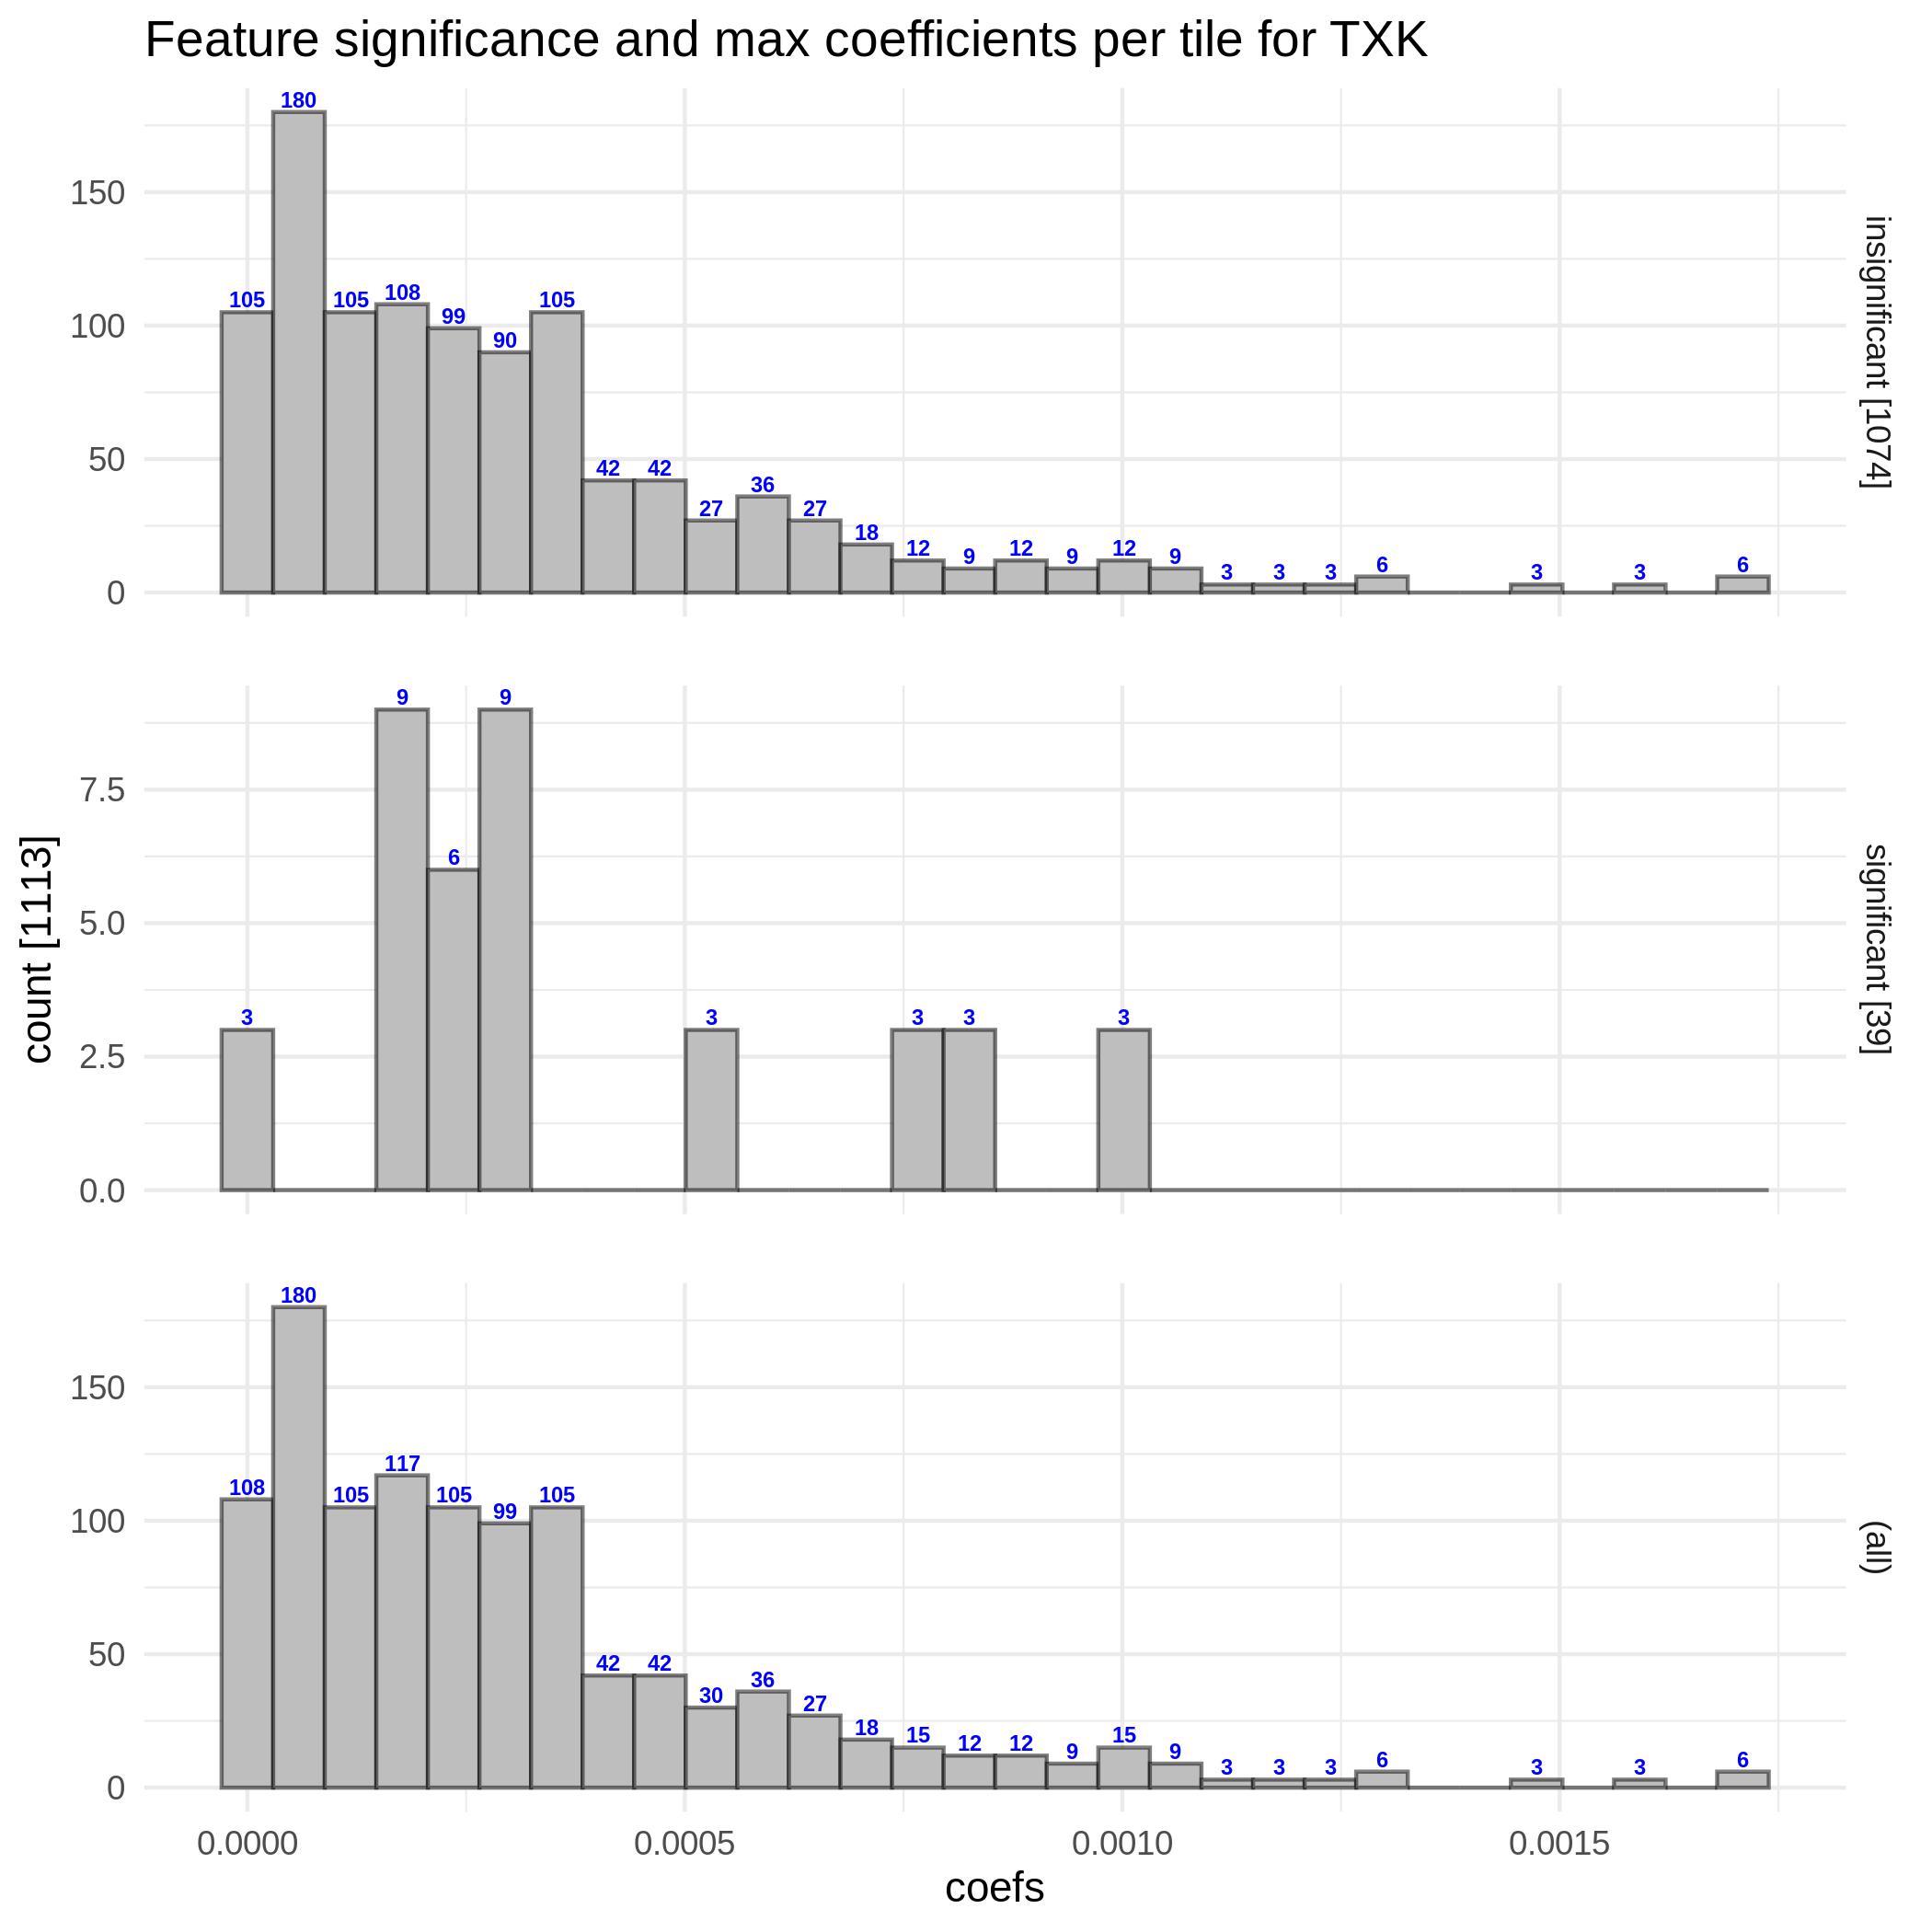 Feature significance and max coefficients per tile for TXK
180
150
105 105 108 99 90 105
100
50
42 42 27 36 27 18 12 9 12 9 12 9 3 3 3 6 3 3 6
0
insignificant [1074]
9 9
7.5
6
5.0
3 3 3 3 3
2.5
0.0
significant [39]
count [1113]
180
150
108 105 117 105 99 105
100
50
42 42 30 36 27 18 15 12 12 9 15 9 3 3 3 6 3 3 6
0
(all)
0.0000 0.0005 0.0010 0.0015
coefs